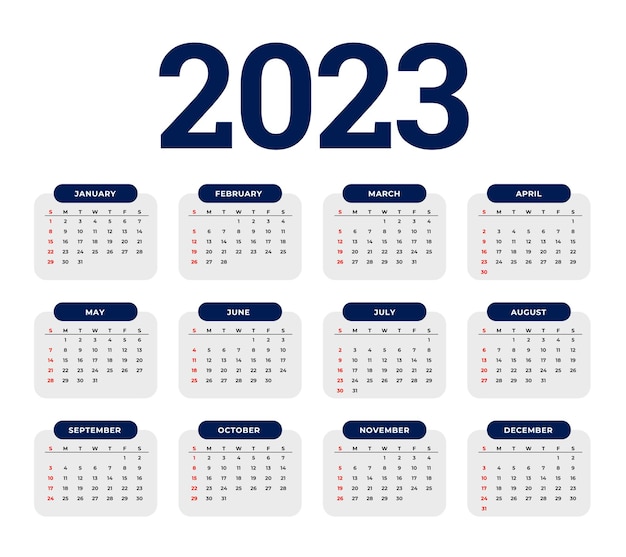 2023
JANUARY
S M T W T F S
1 2 3 4 5 6 7
8 9 10 11 12 13 14
15 16 17 18 19 20 21
22 23 24 25 26 27 28
29 30 31
FEBRUARY
S M T W T F S
1 2 3 4
5 6 7 8 9 10 11
12 13 14 15 16 17 18
19 20 21 22 23 24 25
26 27 28
MARCH
S M T W T F S
1 2 3 4
5 6 7 8 9 10 11
12 13 14 15 16 17 18
19 20 21 22 23 24 25
26 27 28 29 30 31
APRIL
S M T W T F S
1
2 3 4 5 6 7 8
9 10 11 12 13 14 15
16 17 18 19 20 21 22
23 24 25 26 27 28 29
30
MAY
S M T W T F S
1 2 3 4 5 6
7 8 9 10 11 12 13
14 15 16 17 18 19 20
21 22 23 24 25 26 27
28 29 30 31
JUNE
S M T W T F S
1 2 3
4 5 6 7 8 9 10
11 12 13 14 15 16 17
18 19 20 21 22 23 24
25 26 27 28 29 30
JULY
S M T W T F S
1
2 3 4 5 6 7 8
9 10 11 12 13 14 15
16 17 18 19 20 21 22
23 24 25 26 27 28 29
30 31
AUGUST
S M T W T F S
1 2 3 4 5
6 7 8 9 10 11 12
13 14 15 16 17 18 19
20 21 22 23 24 25 26
27 28 29 30 31
SEPTEMBER
S M T W T F S
1 2
3 4 5 6 7 8 9
10 11 12 13 14 15 16
17 18 19 20 21 22 23
24 25 26 27 28 29 30
OCTOBER
S M T W T F S
1 2 3 4 5 6 7
8 9 10 11 12 13 14
15 16 17 18 19 20 21
22 23 24 25 26 27 28
29 30 31
NOVEMBER
S M T W T F S
1 2 3 4
5 6 7 8 9 10 11
12 13 14 15 16 17 18
19 20 21 22 23 24 25
26 27 28 29 30
DECEMBER
S M T W T F S
1 2
3 4 5 6 7 8 9
10 11 12 13 14 15 16
17 18 19 20 21 22 23
24 25 26 27 28 29 30
31